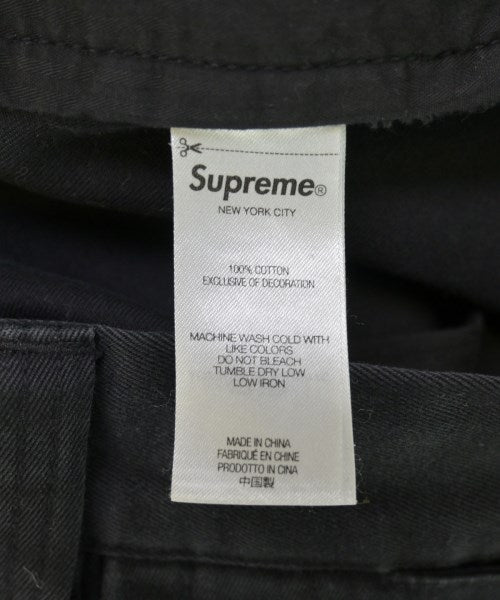 Supreme®
NEW YORK CITY
100% COTTON
EXCLUSIVE OF DECORATION
MACHINE WASH COLD WITH
LIKE COLORS
DO NOT BLEACH
TUMBLE DRY LOW
LOW IRON
MADE IN CHINA
FABRIQUÉ EN CHINE
PRODOTTO IN CINA
中国製